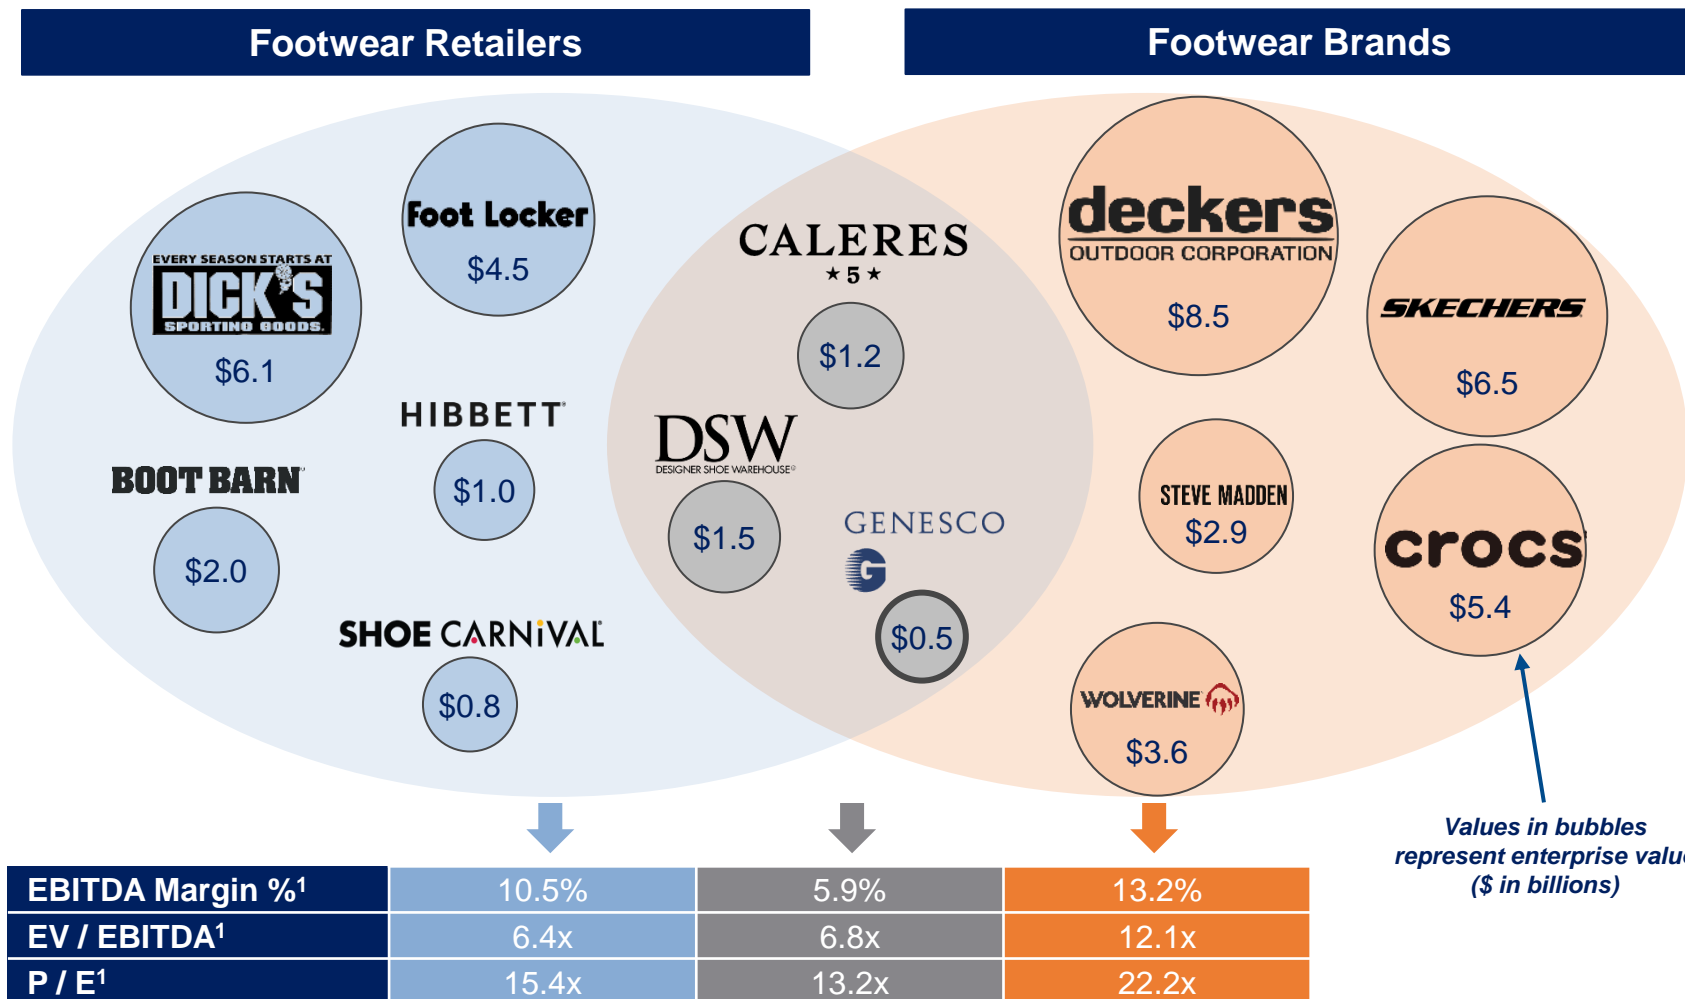 Footwear Retailers
Footwear Brands
Foot Locker
$4.5
EVERY SEASON STARTS AT
DICK'S
SPORTING GOODS.
$6.1
HIBBETT
$1.0
BOOT BARN
$2.0
SHOE CARNiVAL
$0.8
CALERES
★ 5 ★
$1.2
DSW
DESIGNER SHOE WAREHOUSE®
$1.5
GENESCO
G
$0.5
deckers
OUTDOOR CORPORATION
$8.5
SKECHERS
$6.5
STEVE MADDEN
$2.9
crocs
$5.4
WOLVERINE
$3.6
Values in bubbles
represent enterprise valu
($ in billions)
EBITDA Margin %¹ 10.5% 5.9% 13.2%
EV / EBITDA¹ 6.4x 6.8x 12.1x
P / E¹ 15.4x 13.2x 22.2x